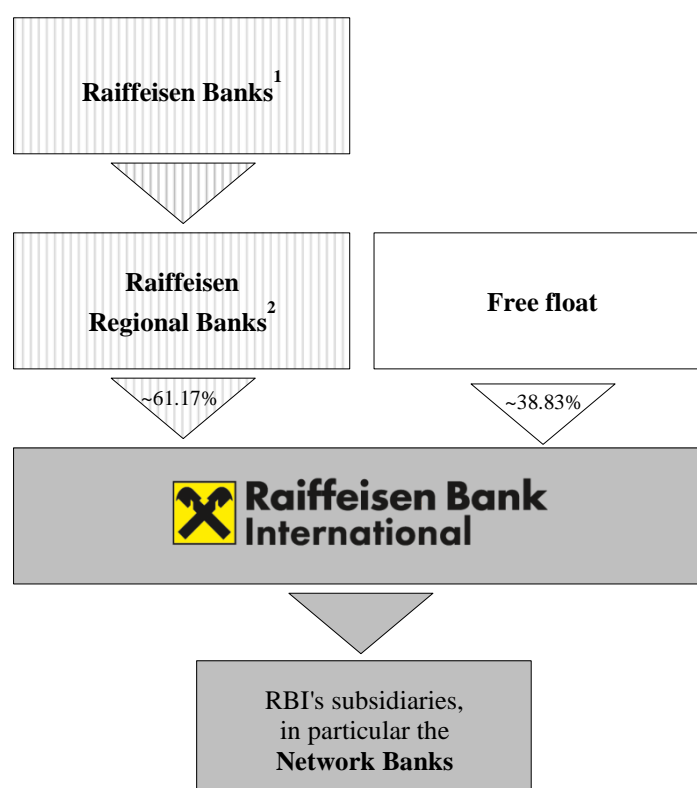 Raiffeisen Banks1
Raiffeisen
Regional Banks2
Free float
~61.17%
~38.83%
Raiffeisen Bank
International
RBI's subsidiaries,
in particular the
Network Banks